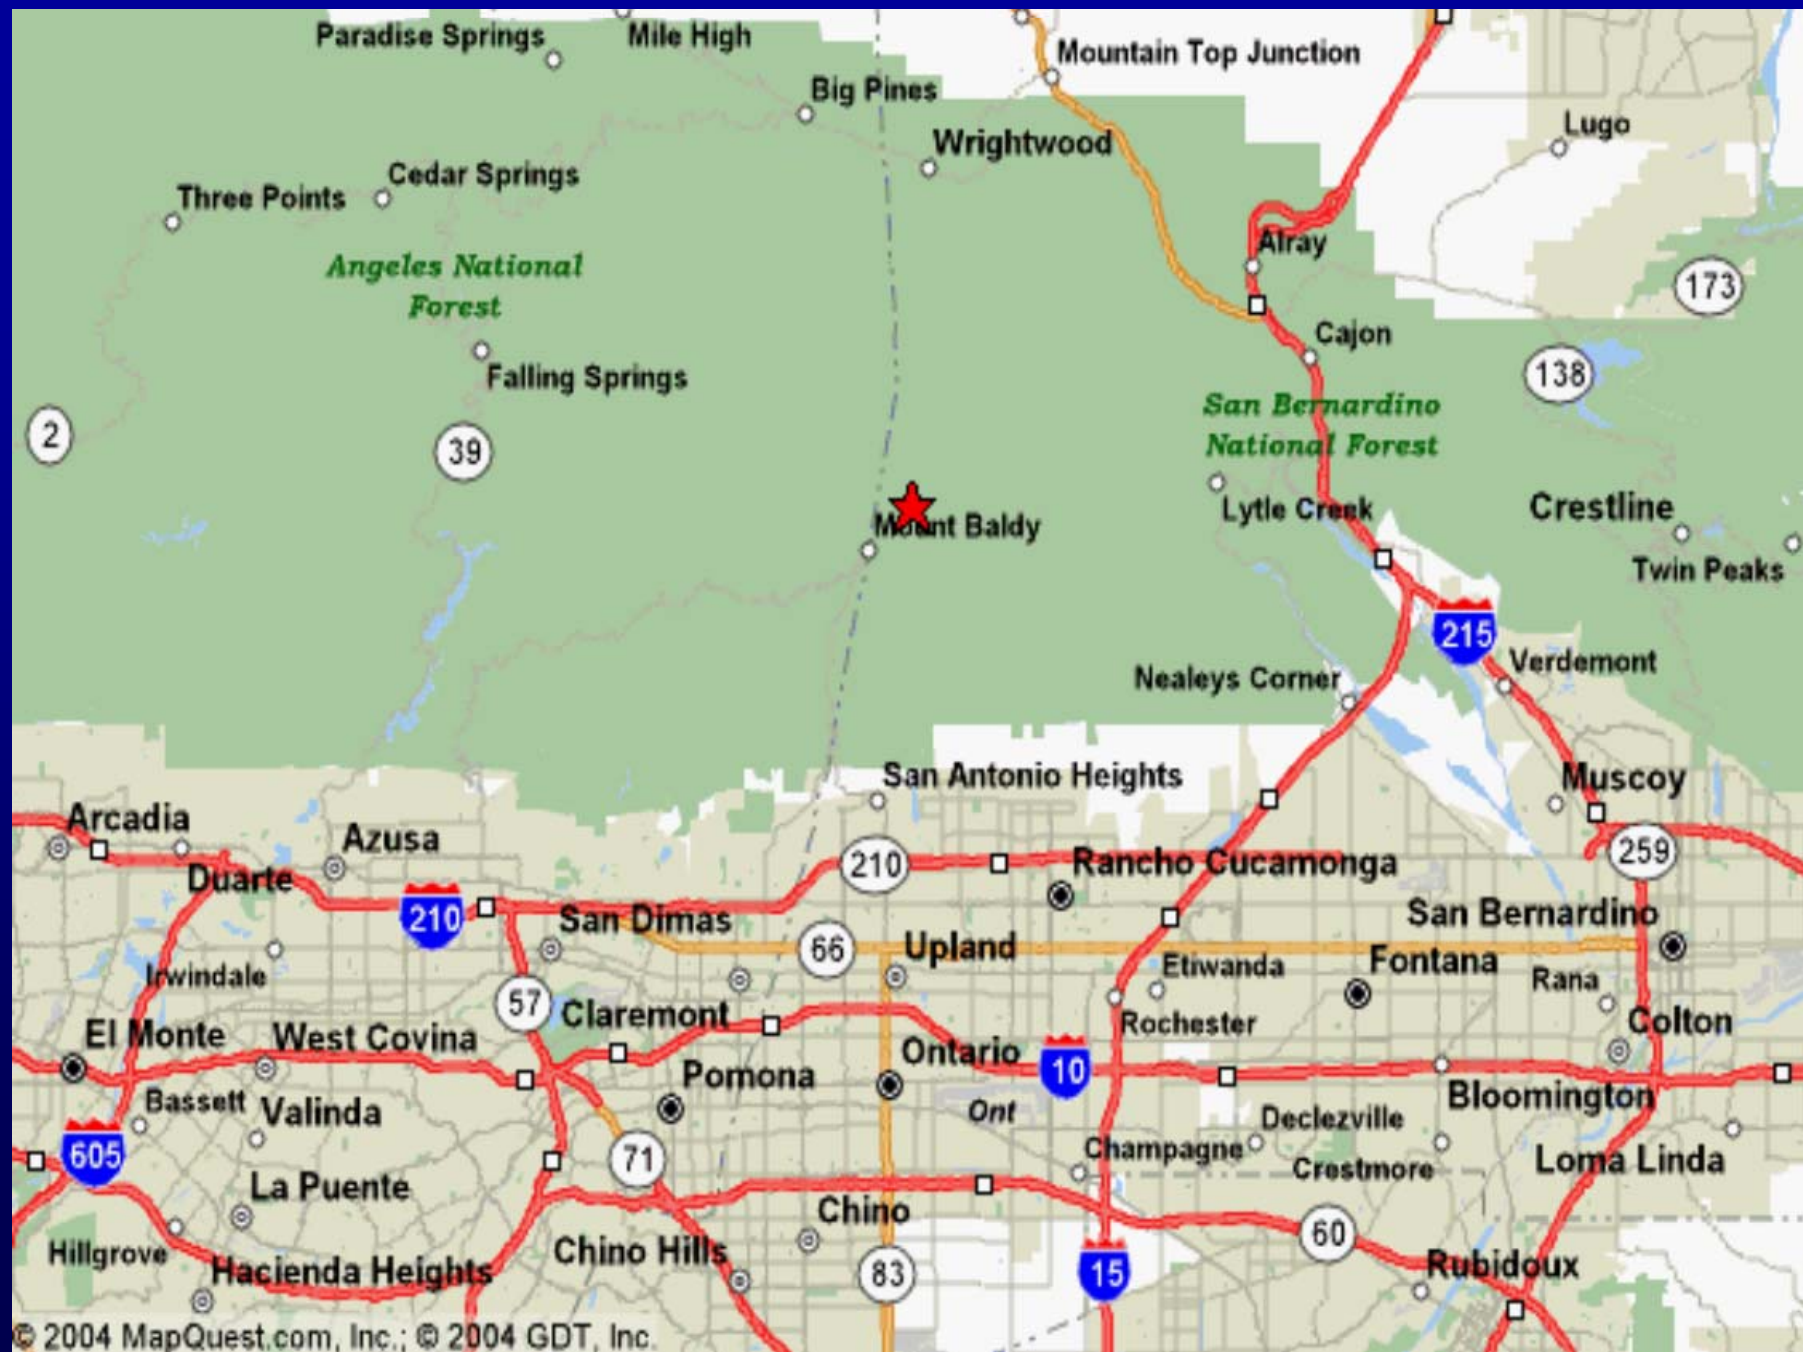 Paradise Springs
Mile High
Mountain Top Junction
Big Pines
Lugo
Wrightwood
Cedar Springs
Three Points
Alray
Angeles National
Forest
173
Cajon
138
Falling Springs
San Bernardino
National Forest
2
39
Mount Baldy
Lytle Creek
Crestline
Twin Peaks
215
Verdemont
Nealeys Corner
San Antonio Heights
Muscoy
Arcadia
Azusa
210
Rancho Cucamonga
259
Duarte
210
San Dimas
San Bernardino
66
Upland
Etiwanda
Fontana
Rana
Irwindale
57
Claremont
Rochester
Colton
El Monte
West Covina
Ontario
10
Pomona
Bassett
Valinda
Ont
Declezville
Bloomington
605
71
Champagne
Crestmore
Loma Linda
La Puente
Chino
Hillgrove
Hacienda Heights
Chino Hills
83
15
60
Rubidoux
© 2004 MapQuest.com, Inc.; © 2004 GDT, Inc.